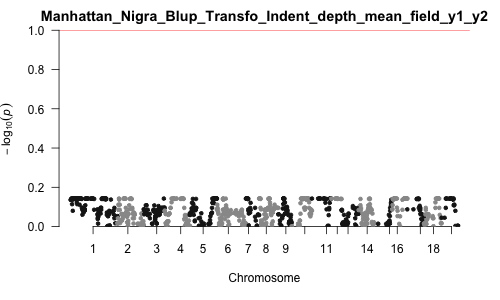 Manhattan_Nigra_Blup_Transfo_Indent_depth_mean_field_y1_y2
1.0
0.8
0.6
0.4
0.2
0.0
− log10(p)
1 2 3 4 5 6 7 8 9 11 14 16 18
Chromosome